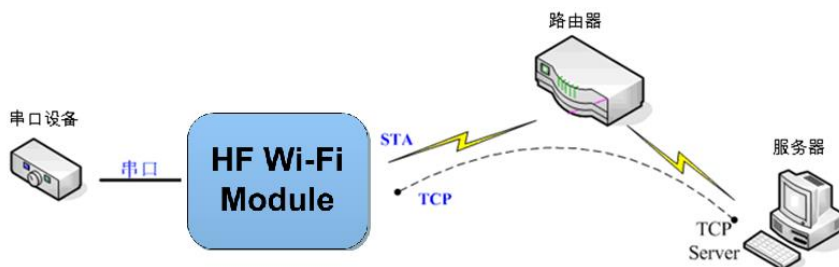 路由器
串口设备
串口
HF Wi-Fi
Module
STA
TCP
服务器
TCP
Server